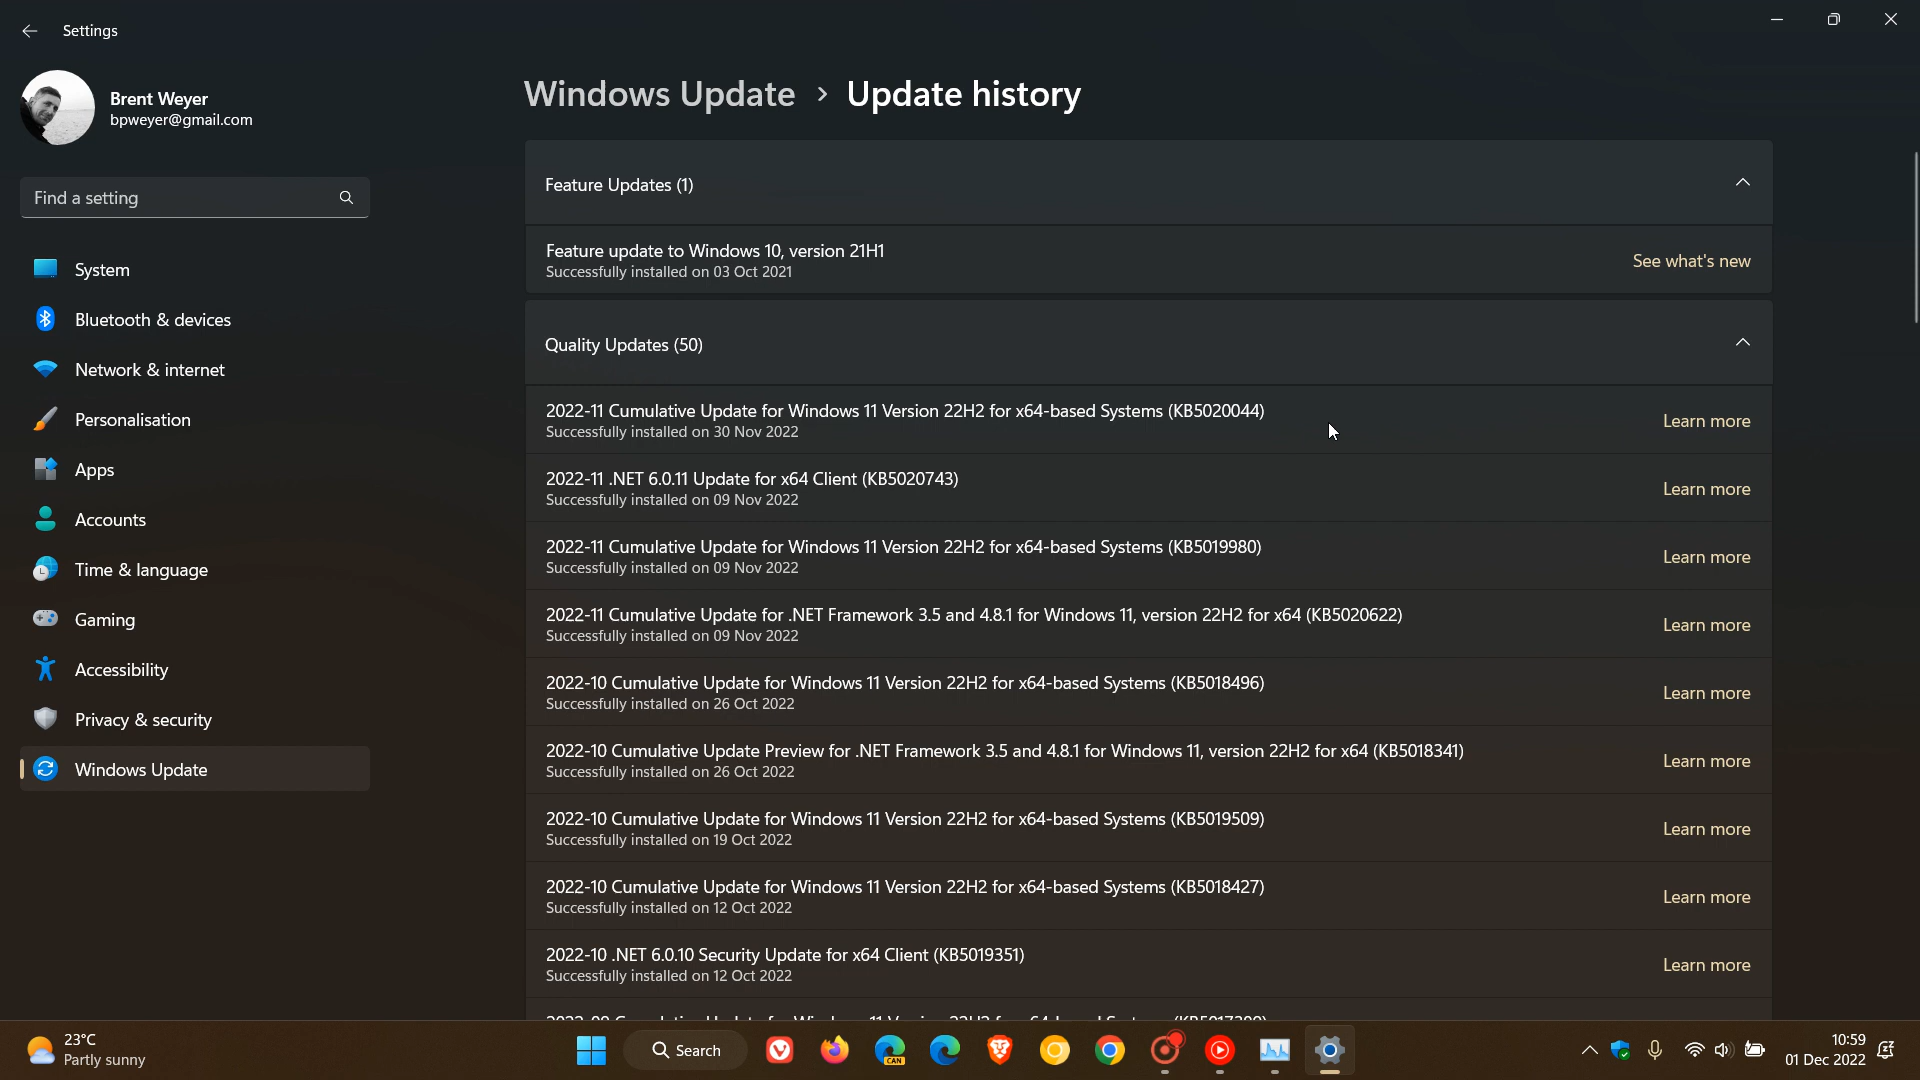 Settings
Brent Weyer
bpweyer@gmail.com
Find a setting
System
Bluetooth & devices
Network & internet
Personalisation
Apps
Accounts
Time & language
Gaming
Accessibility
Privacy & security
Windows Update
Windows Update > Update history
Feature Updates (1)
Feature update to Windows 10, version 21H1
Successfully installed on 03 Oct 2021
See what's new
Quality Updates (50)
2022-11 Cumulative Update for Windows 11 Version 22H2 for x64-based Systems (KB5020044)
Successfully installed on 30 Nov 2022
Learn more
2022-11 .NET 6.0.11 Update for x64 Client (KB5020743)
Successfully installed on 09 Nov 2022
Learn more
2022-11 Cumulative Update for Windows 11 Version 22H2 for x64-based Systems (KB5019980)
Successfully installed on 09 Nov 2022
Learn more
2022-11 Cumulative Update for .NET Framework 3.5 and 4.8.1 for Windows 11, version 22H2 for x64 (KB5020622)
Successfully installed on 09 Nov 2022
Learn more
2022-10 Cumulative Update for Windows 11 Version 22H2 for x64-based Systems (KB5018496)
Successfully installed on 26 Oct 2022
Learn more
2022-10 Cumulative Update Preview for .NET Framework 3.5 and 4.8.1 for Windows 11, version 22H2 for x64 (KB5018341)
Successfully installed on 26 Oct 2022
Learn more
2022-10 Cumulative Update for Windows 11 Version 22H2 for x64-based Systems (KB5019509)
Successfully installed on 19 Oct 2022
Learn more
2022-10 Cumulative Update for Windows 11 Version 22H2 for x64-based Systems (KB5018427)
Successfully installed on 12 Oct 2022
Learn more
2022-10 .NET 6.0.10 Security Update for x64 Client (KB5019351)
Successfully installed on 12 Oct 2022
Learn more
23°C
Partly sunny
Search
CAN
10:59
01 Dec 2022